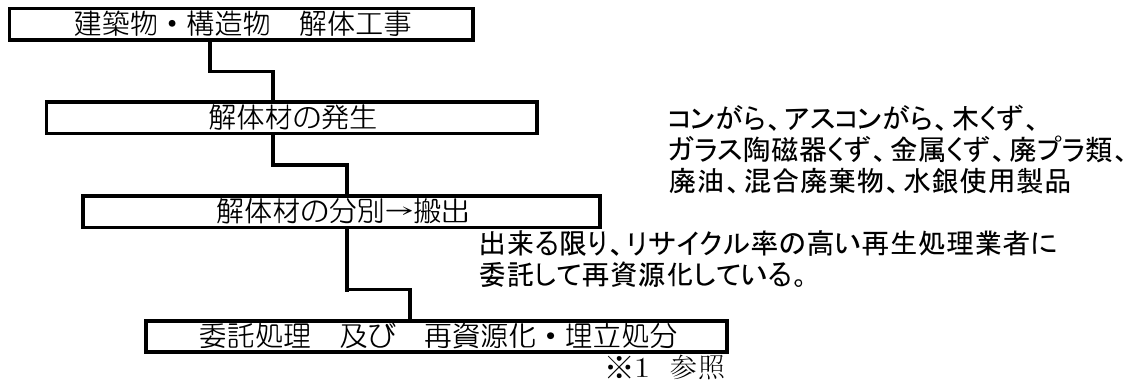 建築物・構造物　解体工事
解体材の発生
コンがら、アスコンがら、木くず、
ガラス陶磁器くず、金属くず、廃プラ類、
廃油、混合廃棄物、水銀使用製品
解体材の分別→搬出
出来る限り、リサイクル率の高い再生処理業者に
委託して再資源化している。
委託処理　及び　再資源化・埋立処分
※1　参照